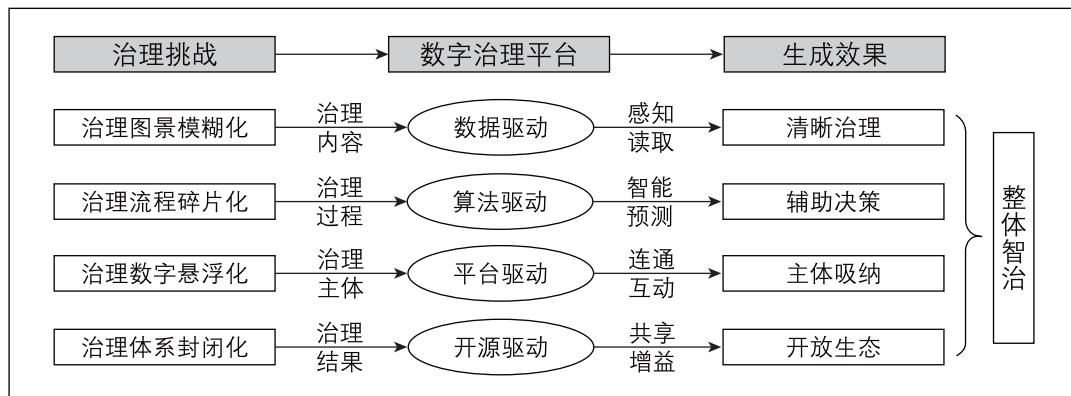 治理挑战 数字治理平台 生成效果
治理图景模糊化 治理内容 数据驱动 感知读取 清晰治理
治理流程碎片化 治理过程 算法驱动 智能预测 辅助决策
治理数字悬浮化 治理主体 平台驱动 连通互动 主体吸纳
治理体系封闭化 治理结果 开源驱动 共享增益 开放生态
整体智治